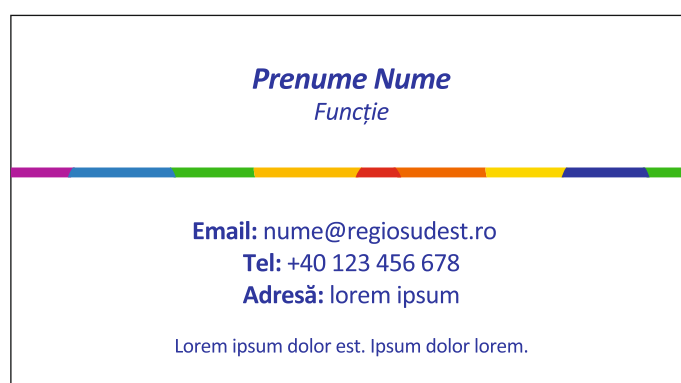 Prenume Nume
Funcție
Email: nume@regiosudest.ro
Tel: +40 123 456 678
Adresă: lorem ipsum
Lorem ipsum dolor est. Ipsum dolor lorem.